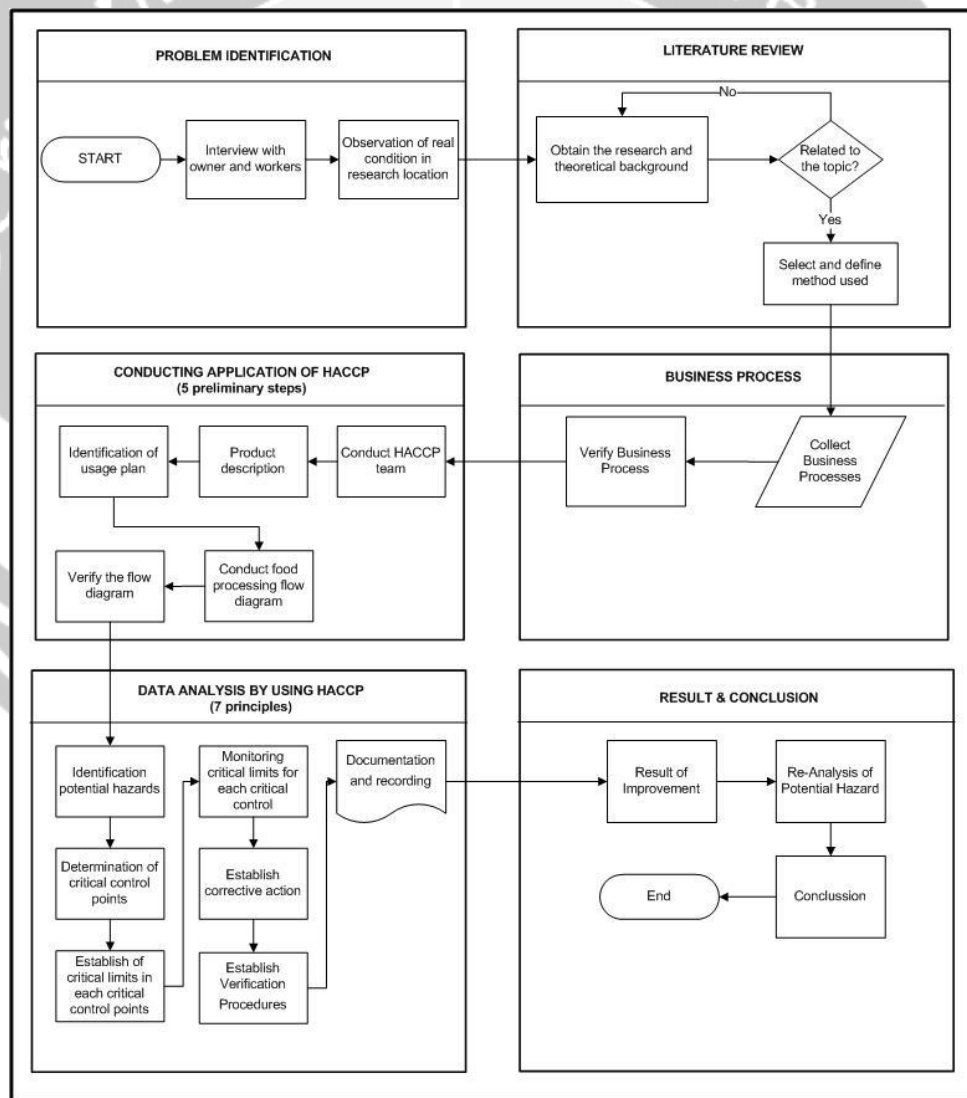 PROBLEM IDENTIFICATION
START
Interview with
owner and workers
Observation of real
condition in
research location
LITERATURE REVIEW
No
Obtain the research and
theoretical background
Related to
the topic?
Yes
Select and define
method used
BUSINESS PROCESS
Collect
Business
Processes
Verify Business
Process
CONDUCTING APPLICATION OF HACCP
(5 preliminary steps)
Conduct HACCP
team
Product
description
Identification of
usage plan
Conduct food
processing flow
diagram
Verify the flow
diagram
DATA ANALYSIS BY USING HACCP
(7 principles)
Identification
potential hazards
Determination of
critical control
points
Establish of
critical limits in
each critical
control points
Monitoring
critical limits for
each critical
control
Establish
corrective action
Establish
Verification
Procedures
Documentation
and recording
RESULT & CONCLUSION
Result of
Improvement
Re-Analysis of
Potential Hazard
Conclussion
End